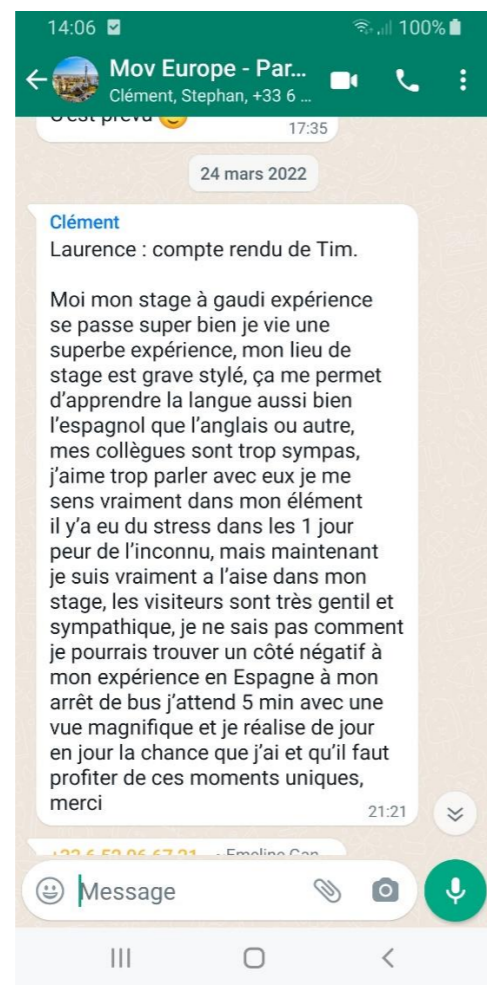 14:06
100%
Mov Europe - Par...
Clément, Stephan, +33 6 ...
17:35
24 mars 2022
Clément
Laurence : compte rendu de Tim.
Moi mon stage à gaudi expérience
se passe super bien je vie une
superbe expérience, mon lieu de
stage est grave stylé, ça me permet
d'apprendre la langue aussi bien
l'espagnol que l'anglais ou autre,
mes collègues sont trop sympas,
j'aime trop parler avec eux je me
sens vraiment dans mon élément
il y'a eu du stress dans les 1 jour
peur de l'inconnu, mais maintenant
je suis vraiment a l'aise dans mon
stage, les visiteurs sont très gentil et
sympathique, je ne sais pas comment
je pourrais trouver un côté négatif à
mon expérience en Espagne à mon
arrêt de bus j'attend 5 min avec une
vue magnifique et je réalise de jour
en jour la chance que j'ai et qu'il faut
profiter de ces moments uniques,
merci
21:21
Message